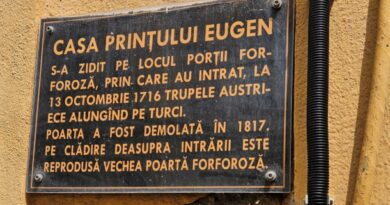 CASA PRINȚULUI EUGEN
S-A ZIDIT PE LOCUL PORȚII FOR-
FOROZĂ, PRIN CARE AU INTRAT, LA
13 OCTOMBRIE 1716 TRUPELE AUSTRI-
ECE ALUNGÎND PE TURCI.
POARTA A FOST DEMOLATĂ ÎN 1817.
PE CLĂDIRE DEASUPRA INTRĂRII ESTE
REPRODUSĂ VECHEA POARTĂ FORFOROZĂ.